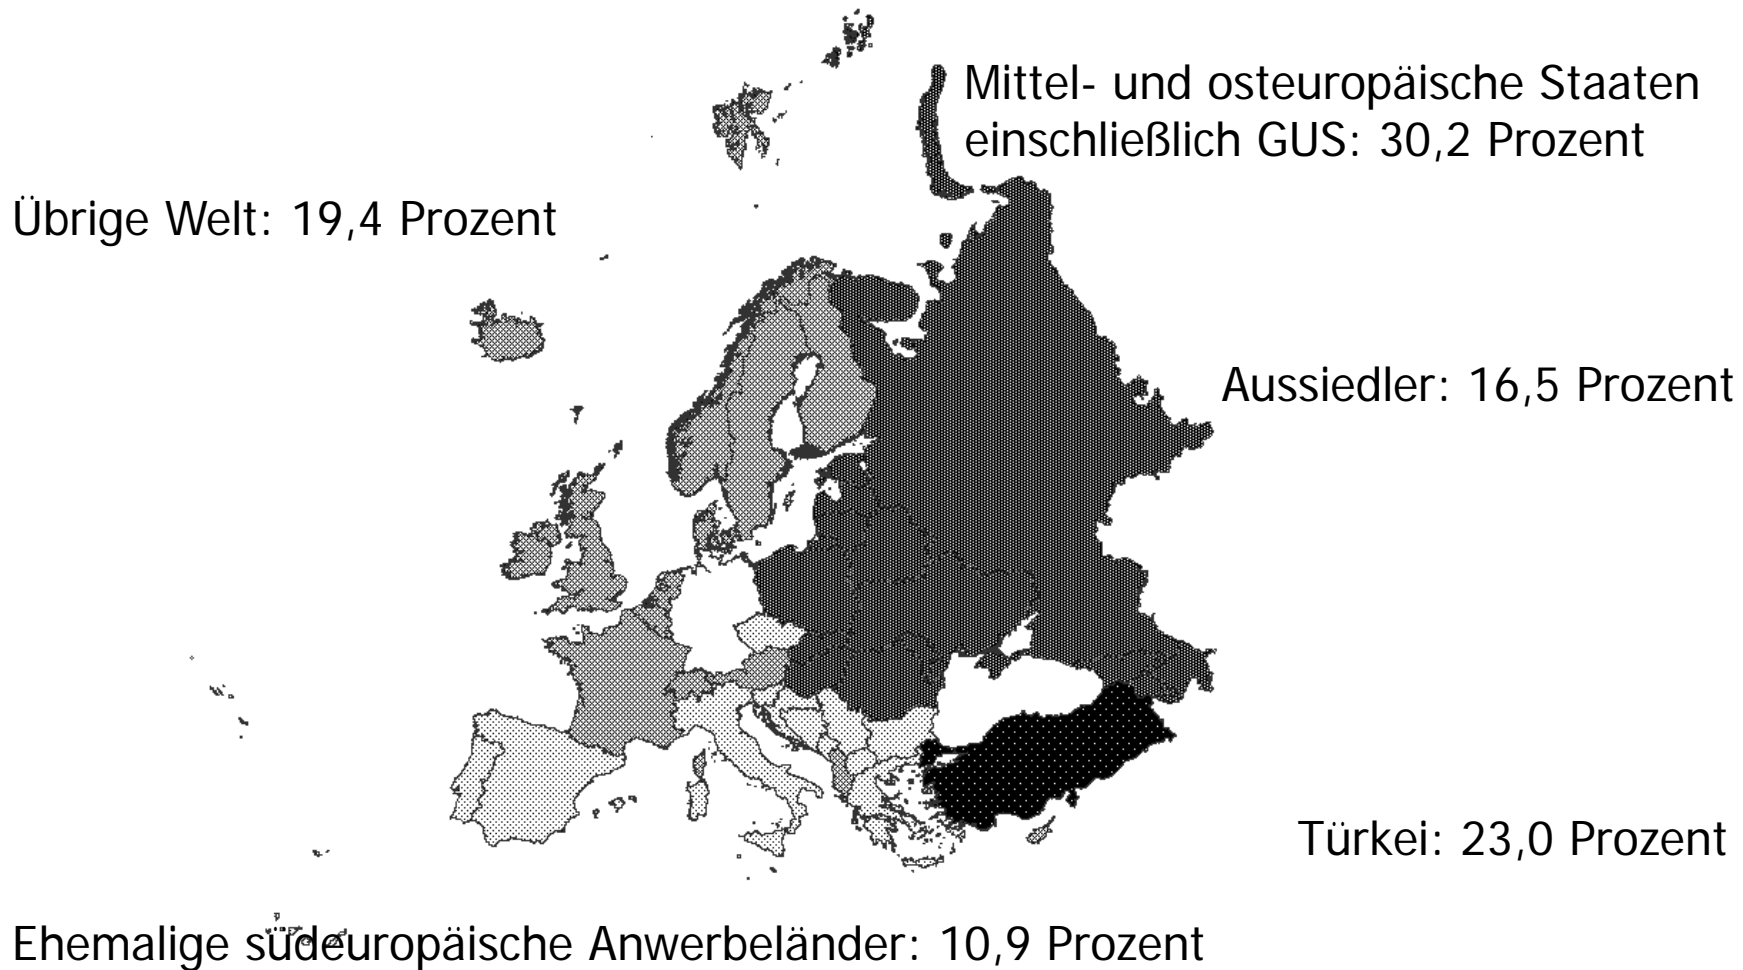 Mittel- und osteuropäische Staaten
einschließlich GUS: 30,2 Prozent
Übrige Welt: 19,4 Prozent
Aussiedler: 16,5 Prozent
Türkei: 23,0 Prozent
Ehemalige südeuropäische Anwerbeländer: 10,9 Prozent